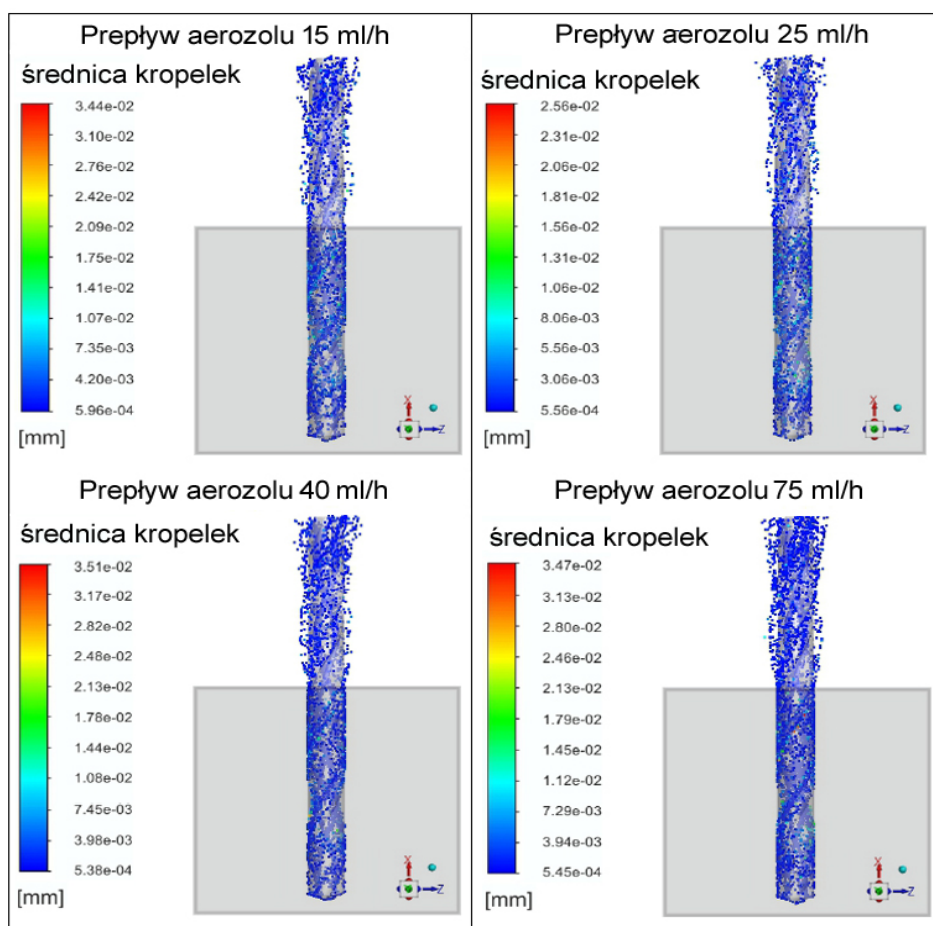 Prepływ aerozolu 15 ml/h
średnica kropelek
3.44e-02
3.10e-02
2.76e-02
2.42e-02
2.09e-02
1.75e-02
1.41e-02
1.07e-02
7.35e-03
4.20e-03
5.96e-04
[mm]
X
Z
Prepływ aerozolu 25 ml/h
średnica kropelek
2.56e-02
2.31e-02
2.06e-02
1.81e-02
1.56e-02
1.31e-02
1.06e-02
8.06e-03
5.56e-03
3.06e-03
5.56e-04
[mm]
X
Z
Prepływ aerozolu 40 ml/h
średnica kropelek
3.51e-02
3.17e-02
2.82e-02
2.48e-02
2.13e-02
1.78e-02
1.44e-02
1.08e-02
7.45e-03
3.98e-03
5.38e-04
[mm]
X
Z
Prepływ aerozolu 75 ml/h
średnica kropelek
3.47e-02
3.13e-02
2.80e-02
2.46e-02
2.13e-02
1.79e-02
1.45e-02
1.12e-02
7.29e-03
3.94e-03
5.45e-04
[mm]
X
Z